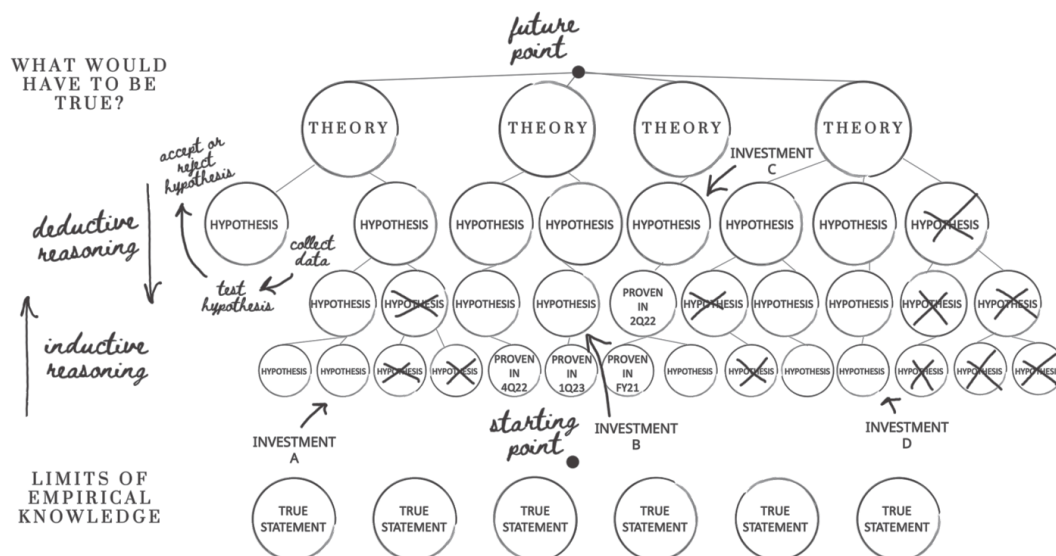 future
point
WHAT WOULD
HAVE TO BE
TRUE?
THEORY
THEORY
THEORY
THEORY
accept or
reject
hypothesis
INVESTMENT
C
deductive
reasoning
HYPOTHESIS
HYPOTHESIS
HYPOTHESIS
HYPOTHESIS
HYPOTHESIS
HYPOTHESIS
HYPOTHESIS
HYPOTHESIS
collect
data
test
hypothesis
HYPOTHESIS
HYPOTHESIS
HYPOTHESIS
HYPOTHESIS
PROVEN
IN
2Q22
HYPOTHESIS
HYPOTHESIS
HYPOTHESIS
HYPOTHESIS
HYPOTHESIS
inductive
reasoning
HYPOTHESIS
HYPOTHESIS
HYPOTHESIS
HYPOTHESIS
PROVEN
IN
4Q22
PROVEN
IN
1Q23
PROVEN
IN
FY21
HYPOTHESIS
HYPOTHESIS
HYPOTHESIS
HYPOTHESIS
HYPOTHESIS
HYPOTHESIS
HYPOTHESIS
INVESTMENT
A
starting
point
INVESTMENT
B
INVESTMENT
D
LIMITS OF
EMPIRICAL
KNOWLEDGE
TRUE
STATEMENT
TRUE
STATEMENT
TRUE
STATEMENT
TRUE
STATEMENT
TRUE
STATEMENT
TRUE
STATEMENT